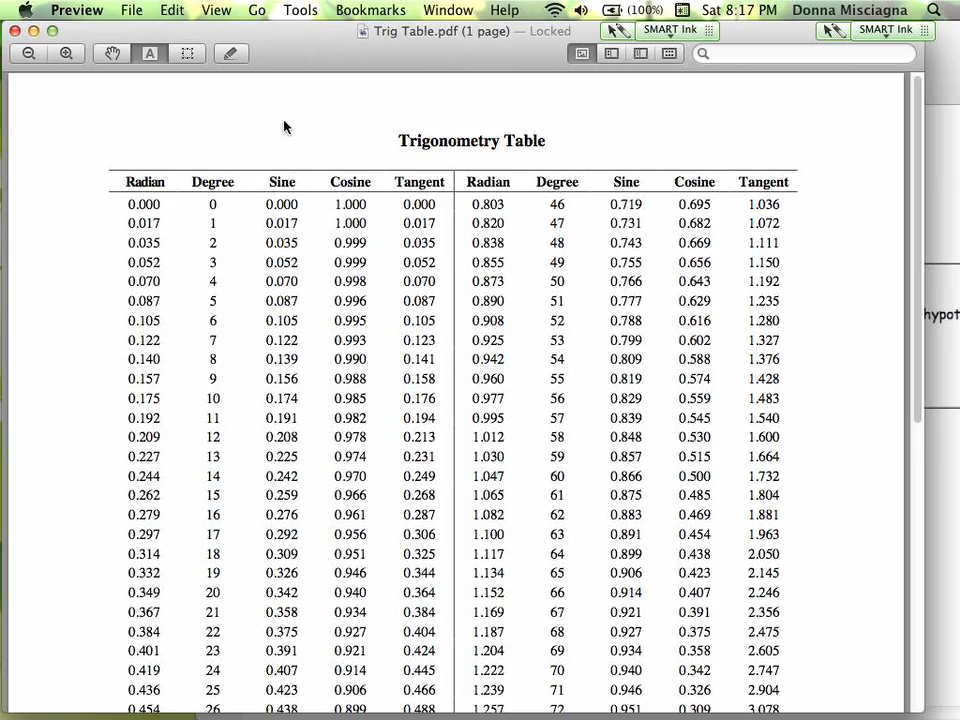 Preview File Edit View Go Tools Bookmarks Window Help (100%) Sat 8:17 PM Donna Misciagna
Trig Table.pdf (1 page) — Locked SMART Ink SMART Ink
A
Trigonometry Table
Radian Degree Sine Cosine Tangent Radian Degree Sine Cosine Tangent
0.000 0 0.000 1.000 0.000 0.803 46 0.719 0.695 1.036
0.017 1 0.017 1.000 0.017 0.820 47 0.731 0.682 1.072
0.035 2 0.035 0.999 0.035 0.838 48 0.743 0.669 1.111
0.052 3 0.052 0.999 0.052 0.855 49 0.755 0.656 1.150
0.070 4 0.070 0.998 0.070 0.873 50 0.766 0.643 1.192
0.087 5 0.087 0.996 0.087 0.890 51 0.777 0.629 1.235
0.105 6 0.105 0.995 0.105 0.908 52 0.788 0.616 1.280
hypot
0.122 7 0.122 0.993 0.123 0.925 53 0.799 0.602 1.327
0.140 8 0.139 0.990 0.141 0.942 54 0.809 0.588 1.376
0.157 9 0.156 0.988 0.158 0.960 55 0.819 0.574 1.428
0.175 10 0.174 0.985 0.176 0.977 56 0.829 0.559 1.483
0.192 11 0.191 0.982 0.194 0.995 57 0.839 0.545 1.540
0.209 12 0.208 0.978 0.213 1.012 58 0.848 0.530 1.600
0.227 13 0.225 0.974 0.231 1.030 59 0.857 0.515 1.664
0.244 14 0.242 0.970 0.249 1.047 60 0.866 0.500 1.732
0.262 15 0.259 0.966 0.268 1.065 61 0.875 0.485 1.804
0.279 16 0.276 0.961 0.287 1.082 62 0.883 0.469 1.881
0.297 17 0.292 0.956 0.306 1.100 63 0.891 0.454 1.963
0.314 18 0.309 0.951 0.325 1.117 64 0.899 0.438 2.050
0.332 19 0.326 0.946 0.344 1.134 65 0.906 0.423 2.145
0.349 20 0.342 0.940 0.364 1.152 66 0.914 0.407 2.246
0.367 21 0.358 0.934 0.384 1.169 67 0.921 0.391 2.356
0.384 22 0.375 0.927 0.404 1.187 68 0.927 0.375 2.475
0.401 23 0.391 0.921 0.424 1.204 69 0.934 0.358 2.605
0.419 24 0.407 0.914 0.445 1.222 70 0.940 0.342 2.747
0.436 25 0.423 0.906 0.466 1.239 71 0.946 0.326 2.904
0.454 26 0.438 0.899 0.488 1.257 72 0.951 0.309 3.078